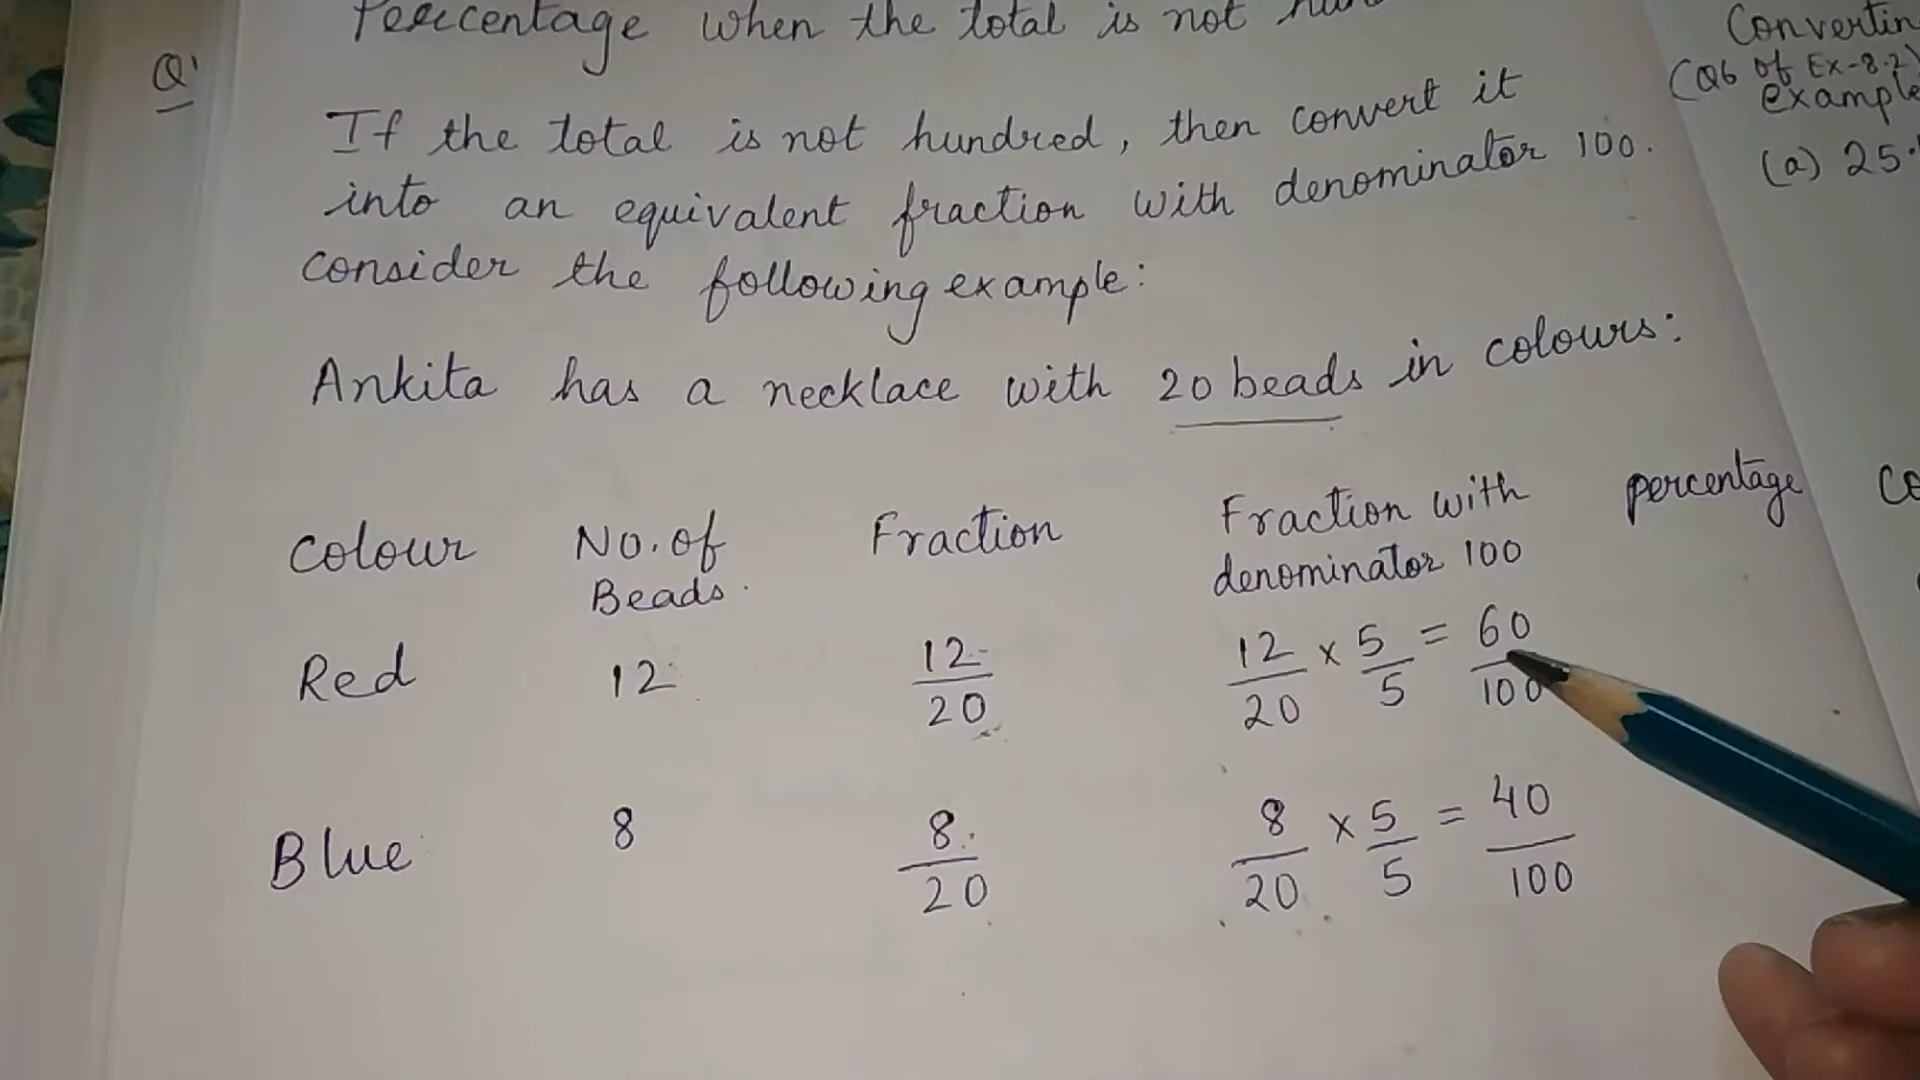 Percentage when the total is not
Q'
If the total is not hundred, then convert it
into an equivalent fraction with denominator 100.
consider the following example:
Ankita has a necklace with 20 beads in colours:
Colour No. of Beads. Fraction Fraction with denominator 100 percentage
Red 12 12/20 12/20 × 5/5 = 60/100
Blue 8 8/20 8/20 × 5/5 = 40/100
(Q6 of Ex-8.2)
example
(a) 25.